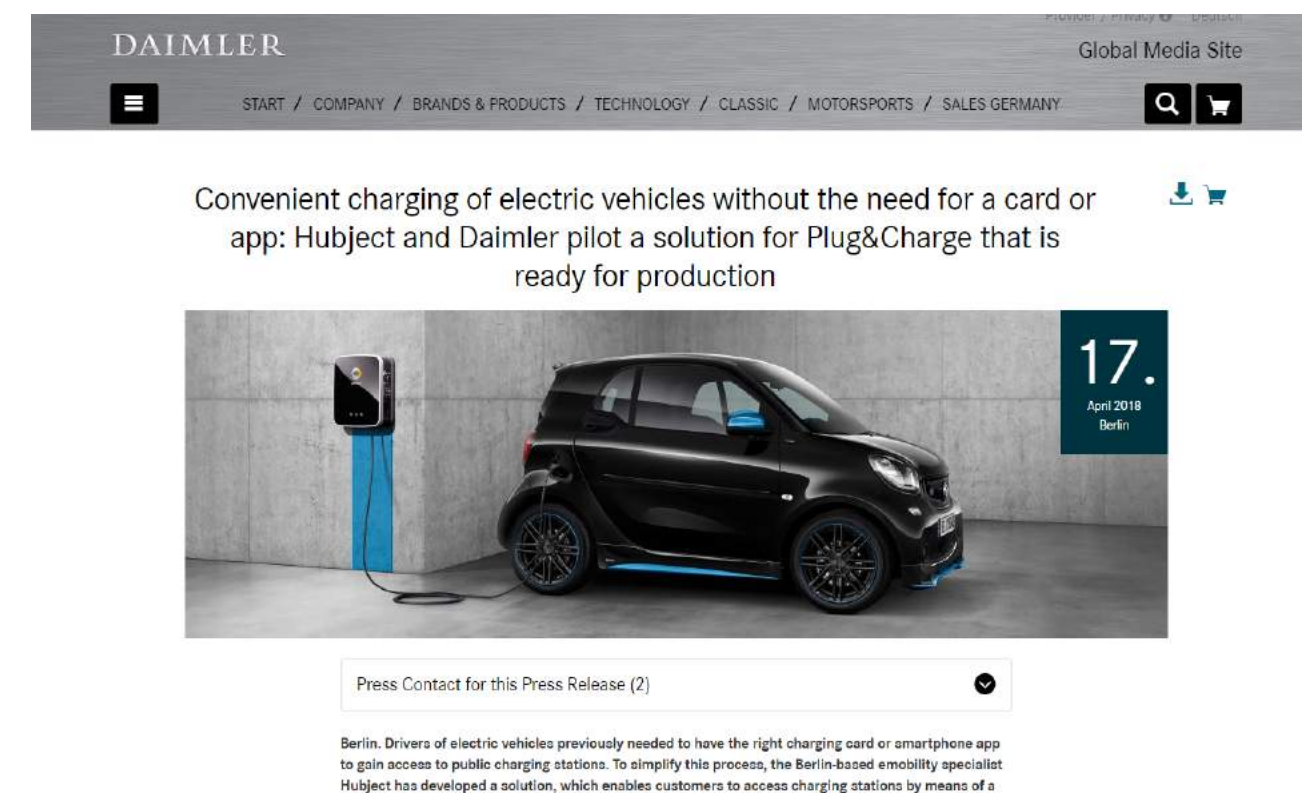 Provider / Privacy Deutsch
DAIMLER
Global Media Site
START / COMPANY / BRANDS & PRODUCTS / TECHNOLOGY / CLASSIC / MOTORSPORTS / SALES GERMANY
Convenient charging of electric vehicles without the need for a card or
app: Hubject and Daimler pilot a solution for Plug&Charge that is
ready for production
17.
April 2018
Berlin
Press Contact for this Press Release (2)
Berlin. Drivers of electric vehicles previously needed to have the right charging card or smartphone app
to gain access to public charging stations. To simplify this process, the Berlin-based emobility specialist
Hubject has developed a solution, which enables customers to access charging stations by means of a